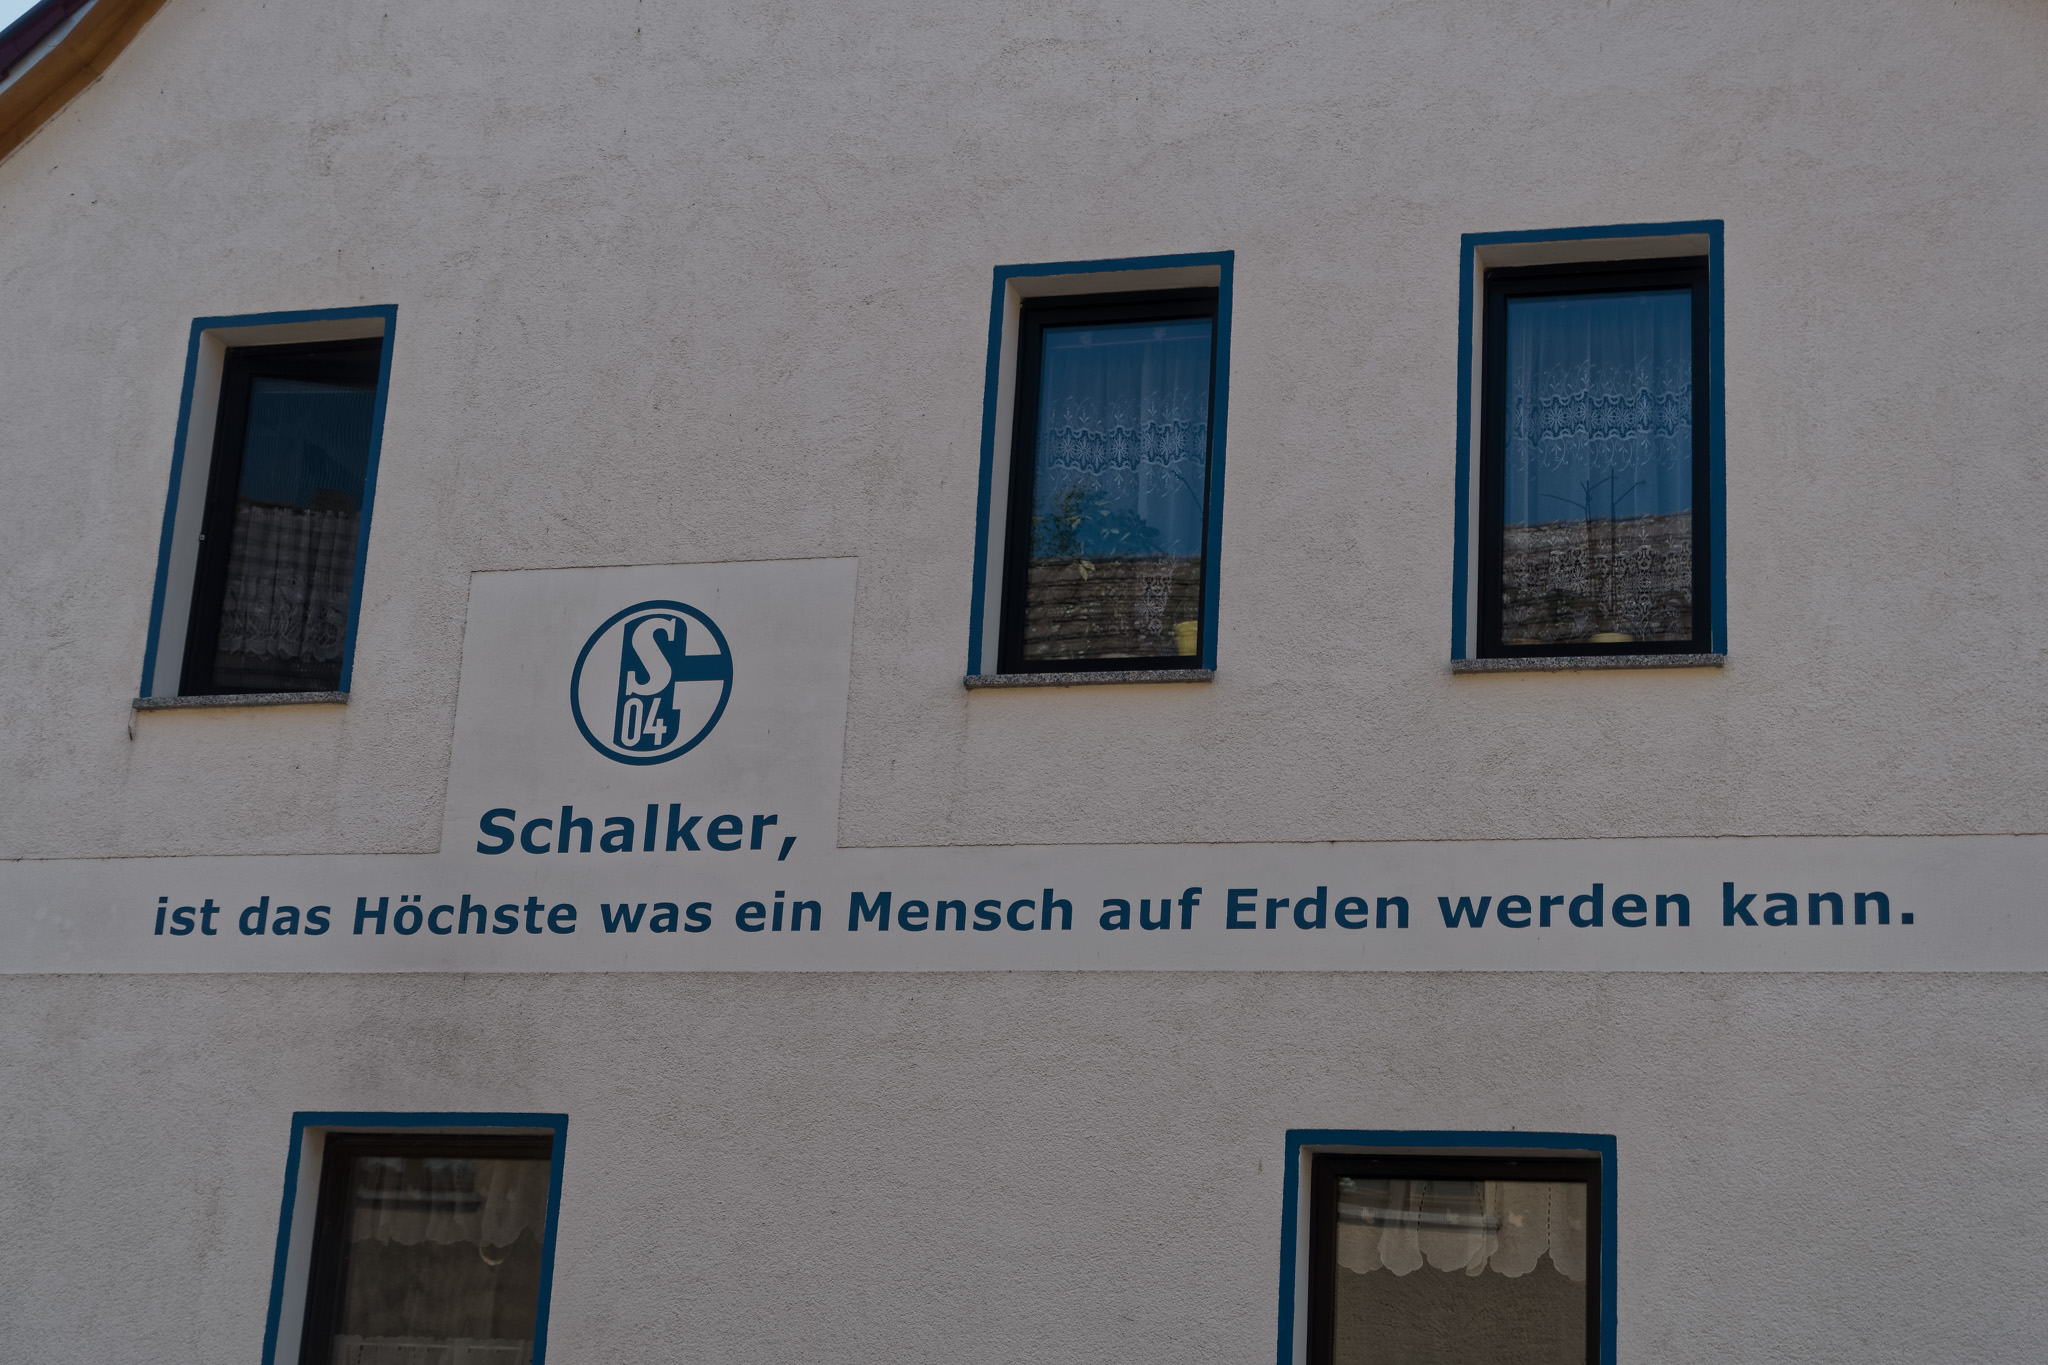 S
04
Schalker,
ist das Höchste was ein Mensch auf Erden werden kann.